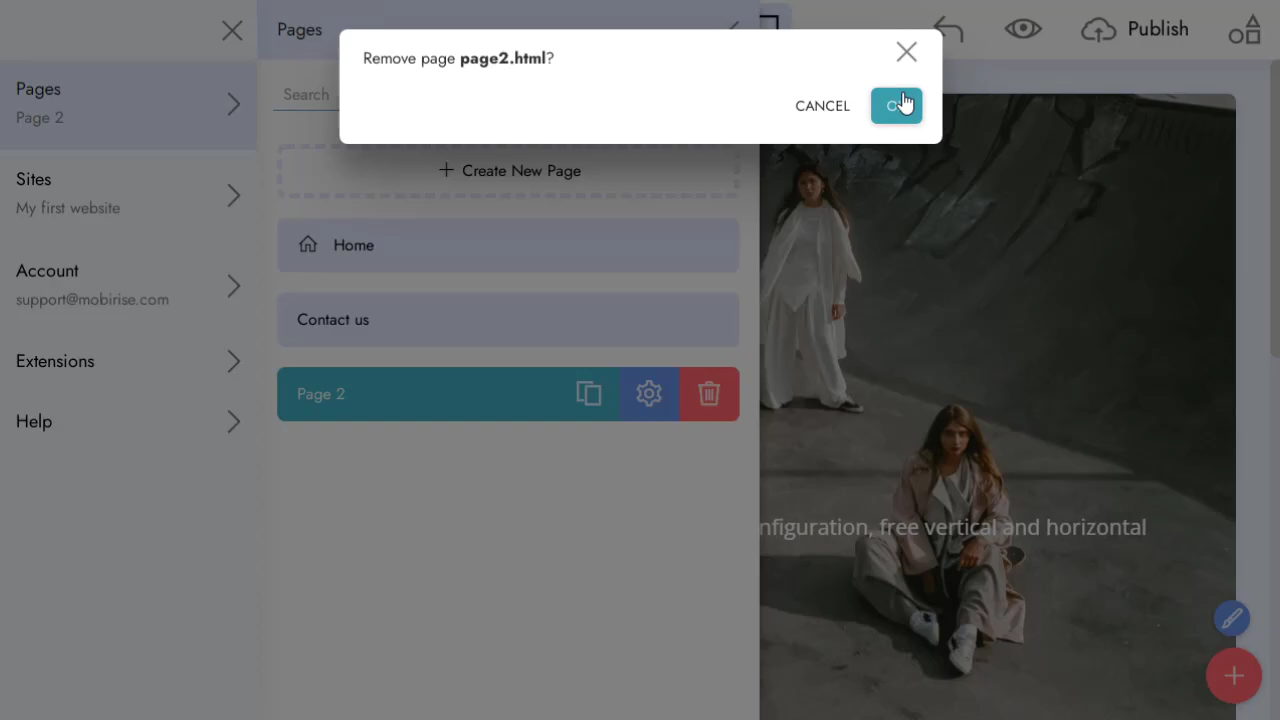 Pages
Publish
Remove page page2.html?
CANCEL
Pages
Page 2
Search
Create New Page
Sites
My first website
Home
Account
support@mobirise.com
Contact us
Extensions
Page 2
Help
free vertical and horizontal